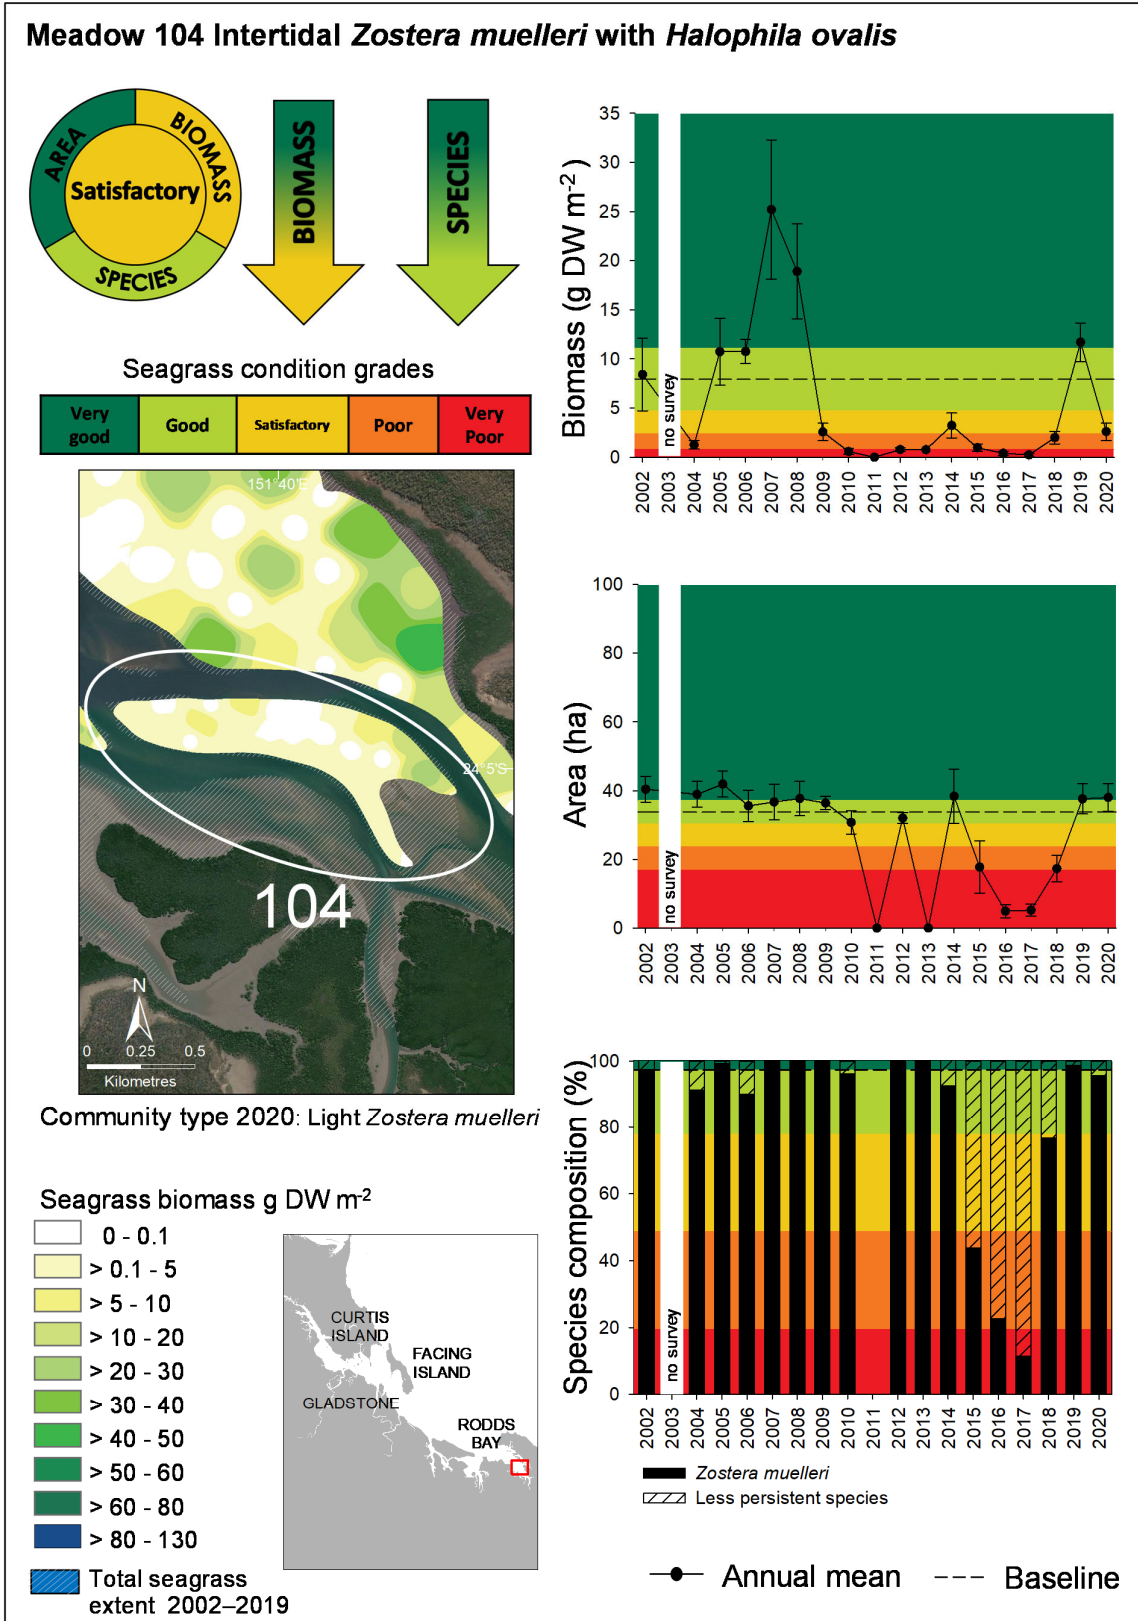 Meadow 104 Intertidal Zostera muelleri with Halophila ovalis
AREA
BIOMASS
SPECIES
Satisfactory
BIOMASS
SPECIES
Seagrass condition grades
Very good
Good
Satisfactory
Poor
Very Poor
151°40'E
24°5'S
104
N
0 0.25 0.5
Kilometres
Community type 2020: Light Zostera muelleri
Seagrass biomass g DW m-2
0 - 0.1
> 0.1 - 5
> 5 - 10
> 10 - 20
> 20 - 30
> 30 - 40
> 40 - 50
> 50 - 60
> 60 - 80
> 80 - 130
Total seagrass
extent 2002–2019
CURTIS
ISLAND
FACING
ISLAND
GLADSTONE
RODDS
BAY
Biomass (g DW m-2)
35
30
25
20
15
10
5
0
no survey
2002 2003 2004 2005 2006 2007 2008 2009 2010 2011 2012 2013 2014 2015 2016 2017 2018 2019 2020
Area (ha)
100
80
60
40
20
0
no survey
2002 2003 2004 2005 2006 2007 2008 2009 2010 2011 2012 2013 2014 2015 2016 2017 2018 2019 2020
Species composition (%)
100
80
60
40
20
0
no survey
2002 2003 2004 2005 2006 2007 2008 2009 2010 2011 2012 2013 2014 2015 2016 2017 2018 2019 2020
Zostera muelleri
Less persistent species
Annual mean
Baseline